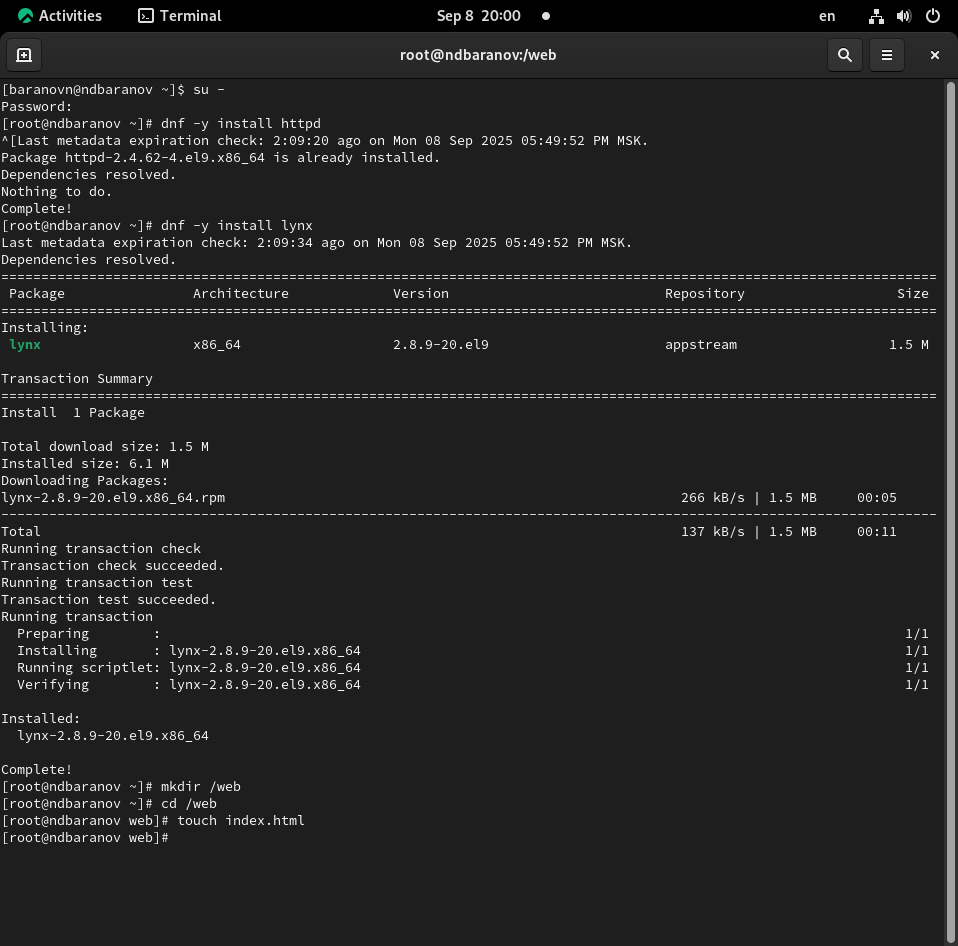 Activities Terminal Sep 8 20:00 en
root@ndbaranov:/web
[baranovn@ndbaranov ~]$ su -
Password:
[root@ndbaranov ~]# dnf -y install httpd
^[Last metadata expiration check: 2:09:20 ago on Mon 08 Sep 2025 05:49:52 PM MSK.
Package httpd-2.4.62-4.el9.x86_64 is already installed.
Dependencies resolved.
Nothing to do.
Complete!
[root@ndbaranov ~]# dnf -y install lynx
Last metadata expiration check: 2:09:34 ago on Mon 08 Sep 2025 05:49:52 PM MSK.
Dependencies resolved.
=====================================================================================================================
Package Architecture Version Repository Size
=====================================================================================================================
Installing:
lynx x86_64 2.8.9-20.el9 appstream 1.5 M
Transaction Summary
=====================================================================================================================
Install 1 Package
Total download size: 1.5 M
Installed size: 6.1 M
Downloading Packages:
lynx-2.8.9-20.el9.x86_64.rpm 266 kB/s | 1.5 MB 00:05
---------------------------------------------------------------------------------------------------------------------
Total 137 kB/s | 1.5 MB 00:11
Running transaction check
Transaction check succeeded.
Running transaction test
Transaction test succeeded.
Running transaction
Preparing : 1/1
Installing : lynx-2.8.9-20.el9.x86_64 1/1
Running scriptlet: lynx-2.8.9-20.el9.x86_64 1/1
Verifying : lynx-2.8.9-20.el9.x86_64 1/1
Installed:
lynx-2.8.9-20.el9.x86_64
Complete!
[root@ndbaranov ~]# mkdir /web
[root@ndbaranov ~]# cd /web
[root@ndbaranov web]# touch index.html
[root@ndbaranov web]#